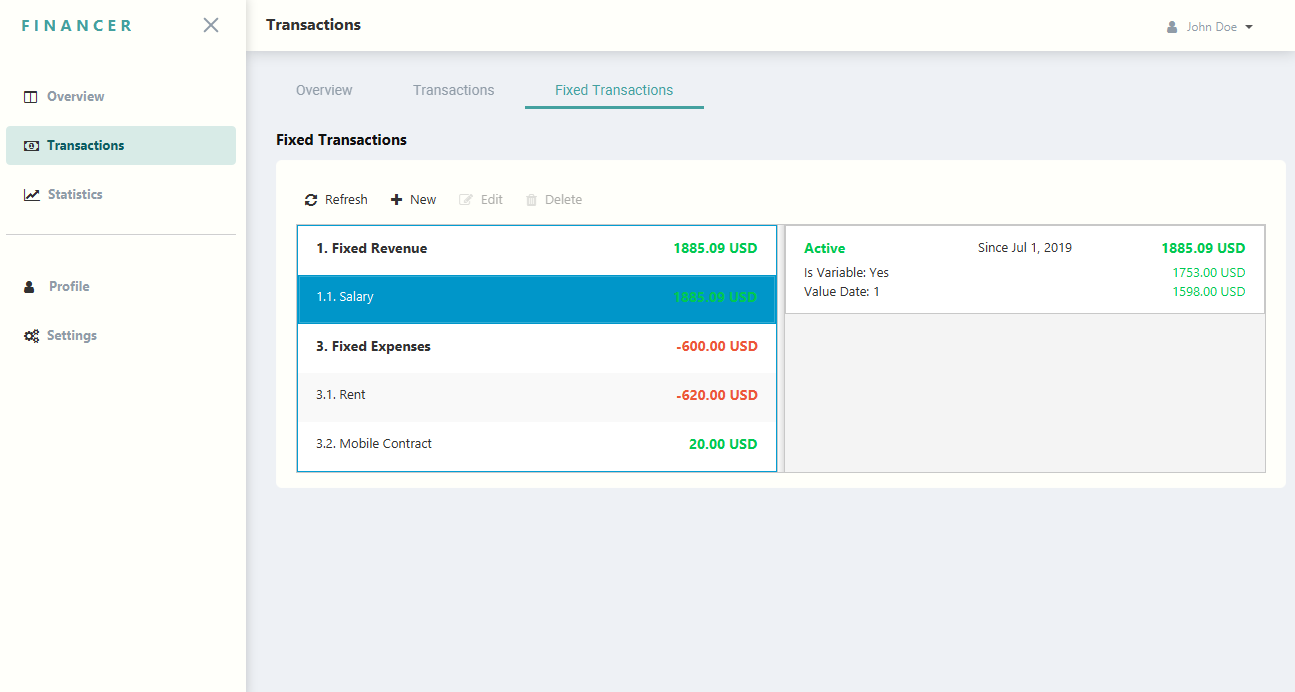 FINANCER
Transactions
John Doe
Overview
Transactions
Statistics
Profile
Settings
Overview
Transactions
Fixed Transactions
Fixed Transactions
Refresh
New
Edit
Delete
1. Fixed Revenue 1885.09 USD
1.1. Salary 1885.09 USD
3. Fixed Expenses -600.00 USD
3.1. Rent -620.00 USD
3.2. Mobile Contract 20.00 USD
Active Since Jul 1, 2019 1885.09 USD
Is Variable: Yes 1753.00 USD
Value Date: 1 1598.00 USD